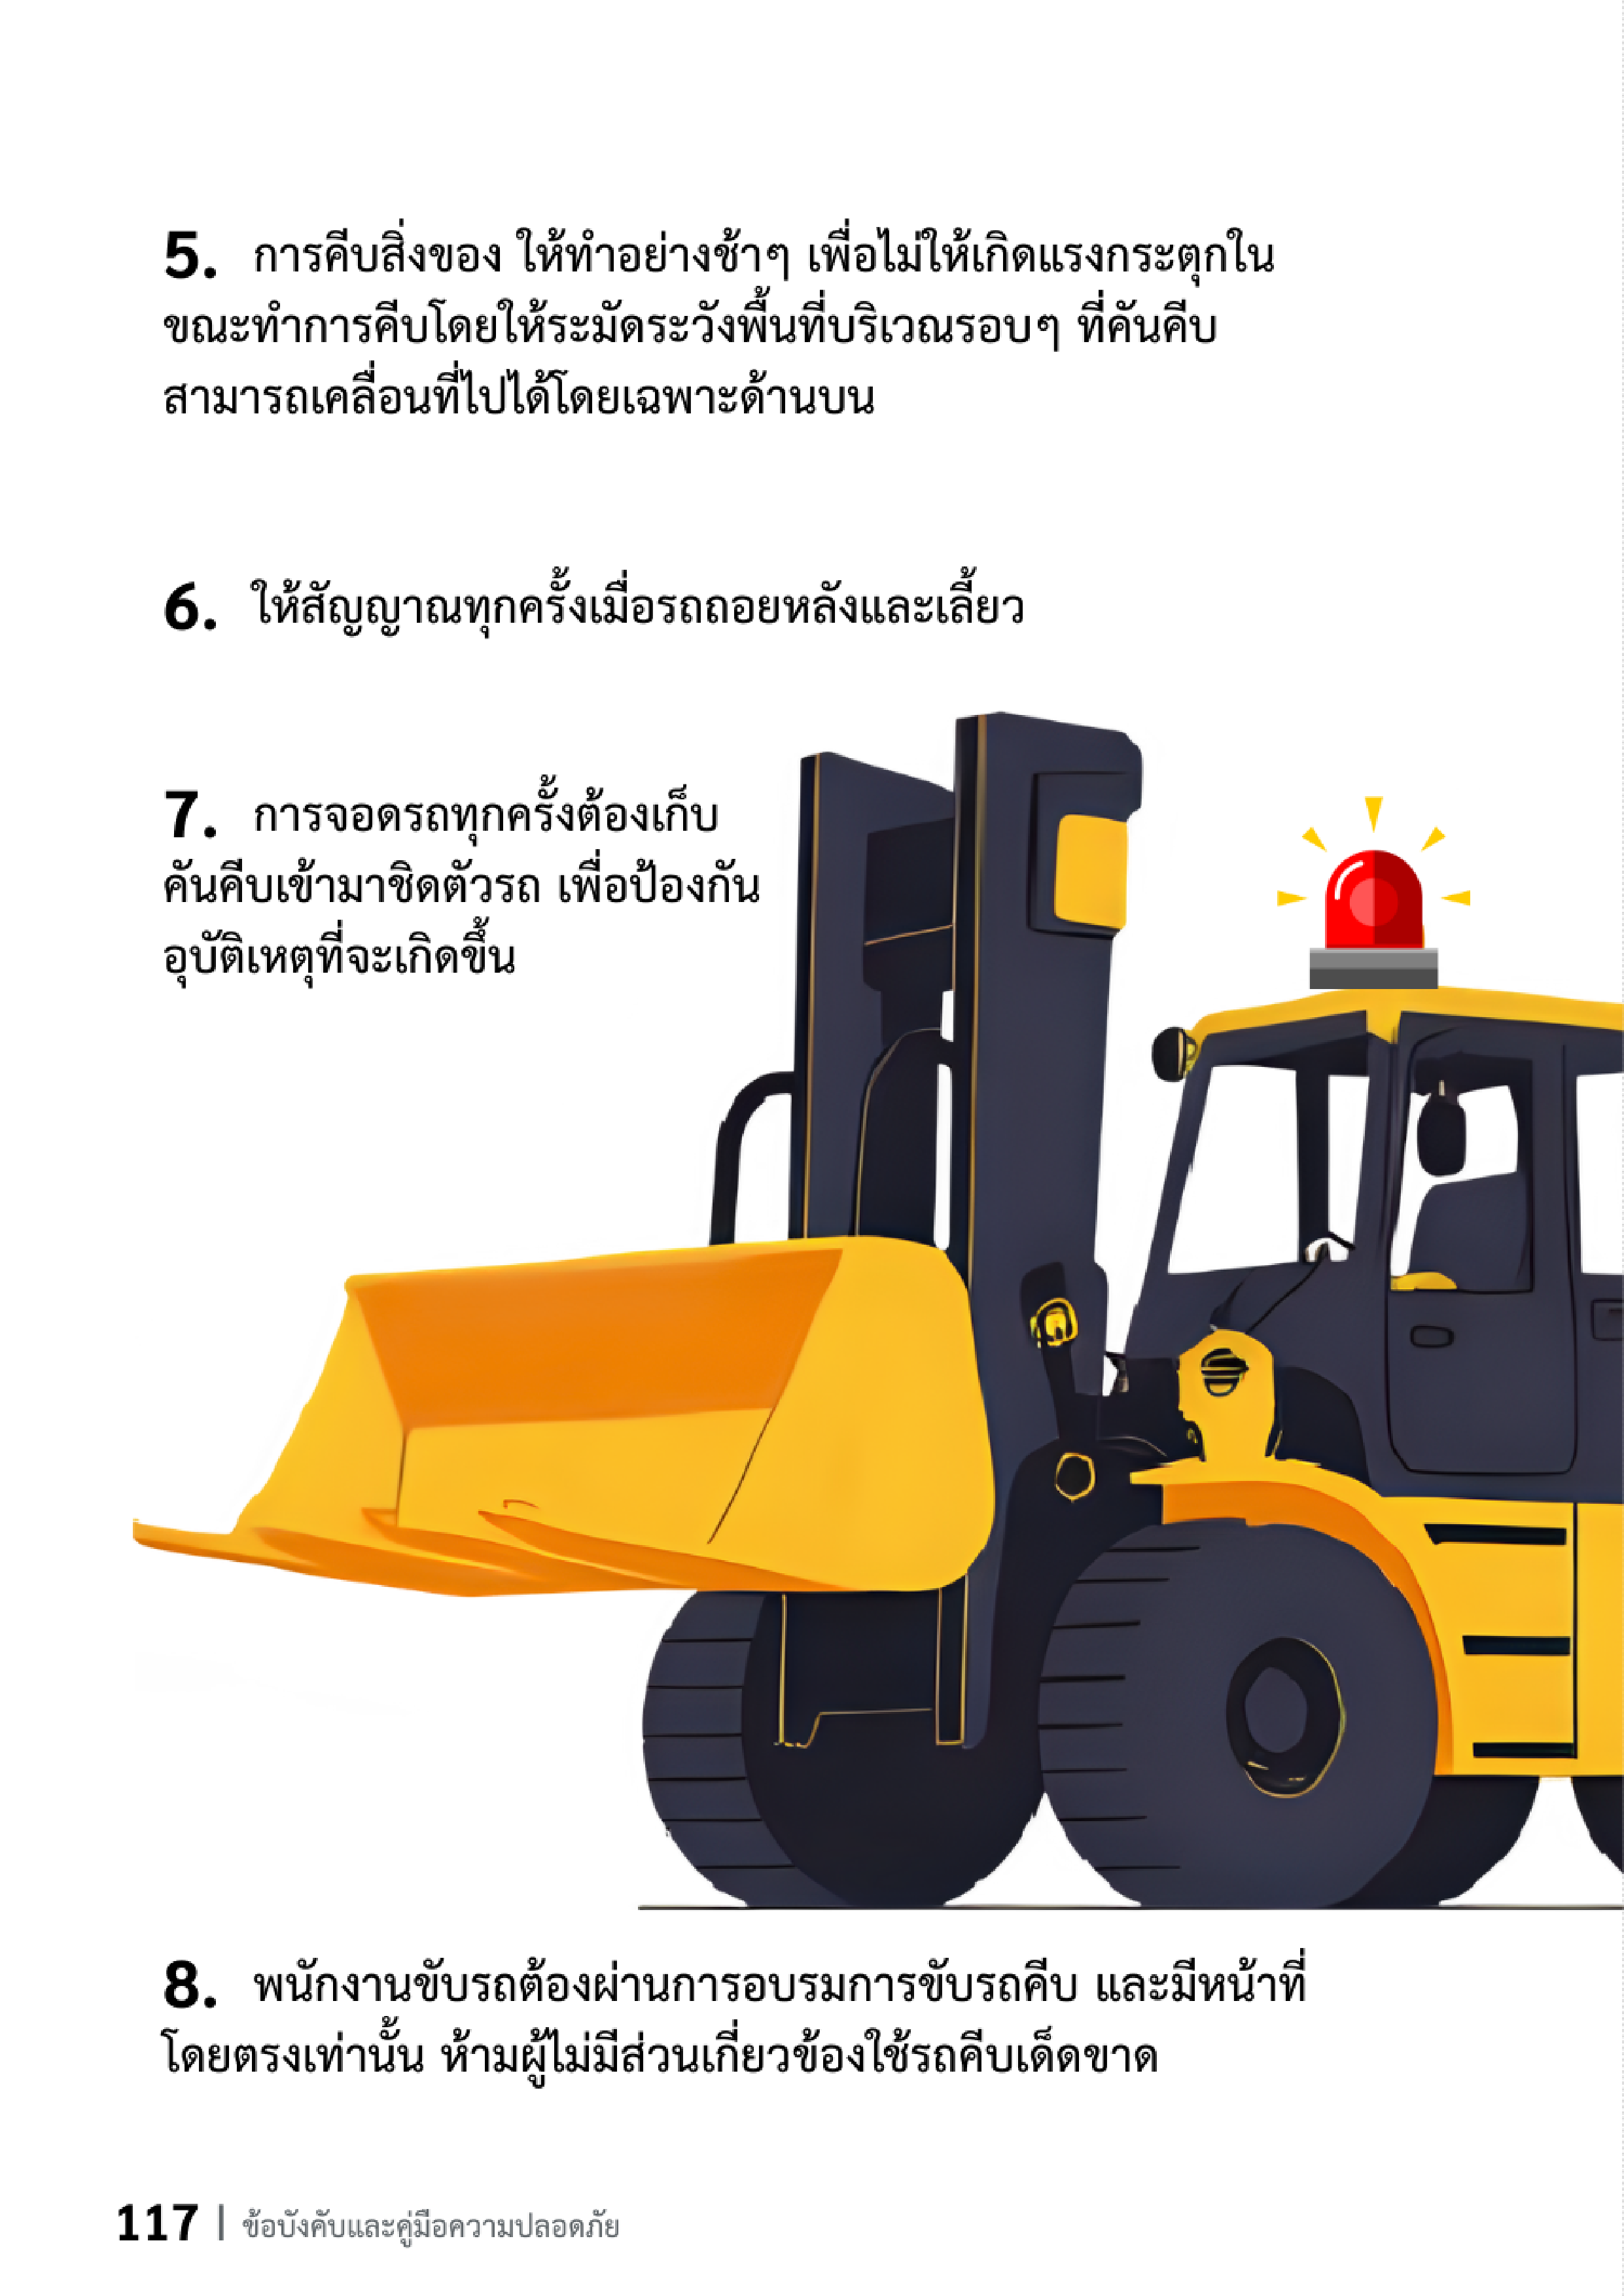 5. การคีบสิ่งของ ให้ทำอย่างช้าๆ เพื่อไม่ให้เกิดแรงกระตุกใน
ขณะทำการคีบโดยให้ระมัดระวังพื้นที่บริเวณรอบๆ ที่คันคีบ
สามารถเคลื่อนที่ไปได้โดยเฉพาะด้านบน
6. ให้สัญญาณทุกครั้งเมื่อรถถอยหลังและเลี้ยว
7. การจอดรถทุกครั้งต้องเก็บ
คันคีบเข้ามาชิดตัวรถ เพื่อป้องกัน
อุบัติเหตุที่จะเกิดขึ้น
8. พนักงานขับรถต้องผ่านการอบรมการขับรถคีบ และมีหน้าที่
โดยตรงเท่านั้น ห้ามผู้ไม่มีส่วนเกี่ยวข้องใช้รถคีบเด็ดขาด
117 | ข้อบังคับและคู่มือความปลอดภัย